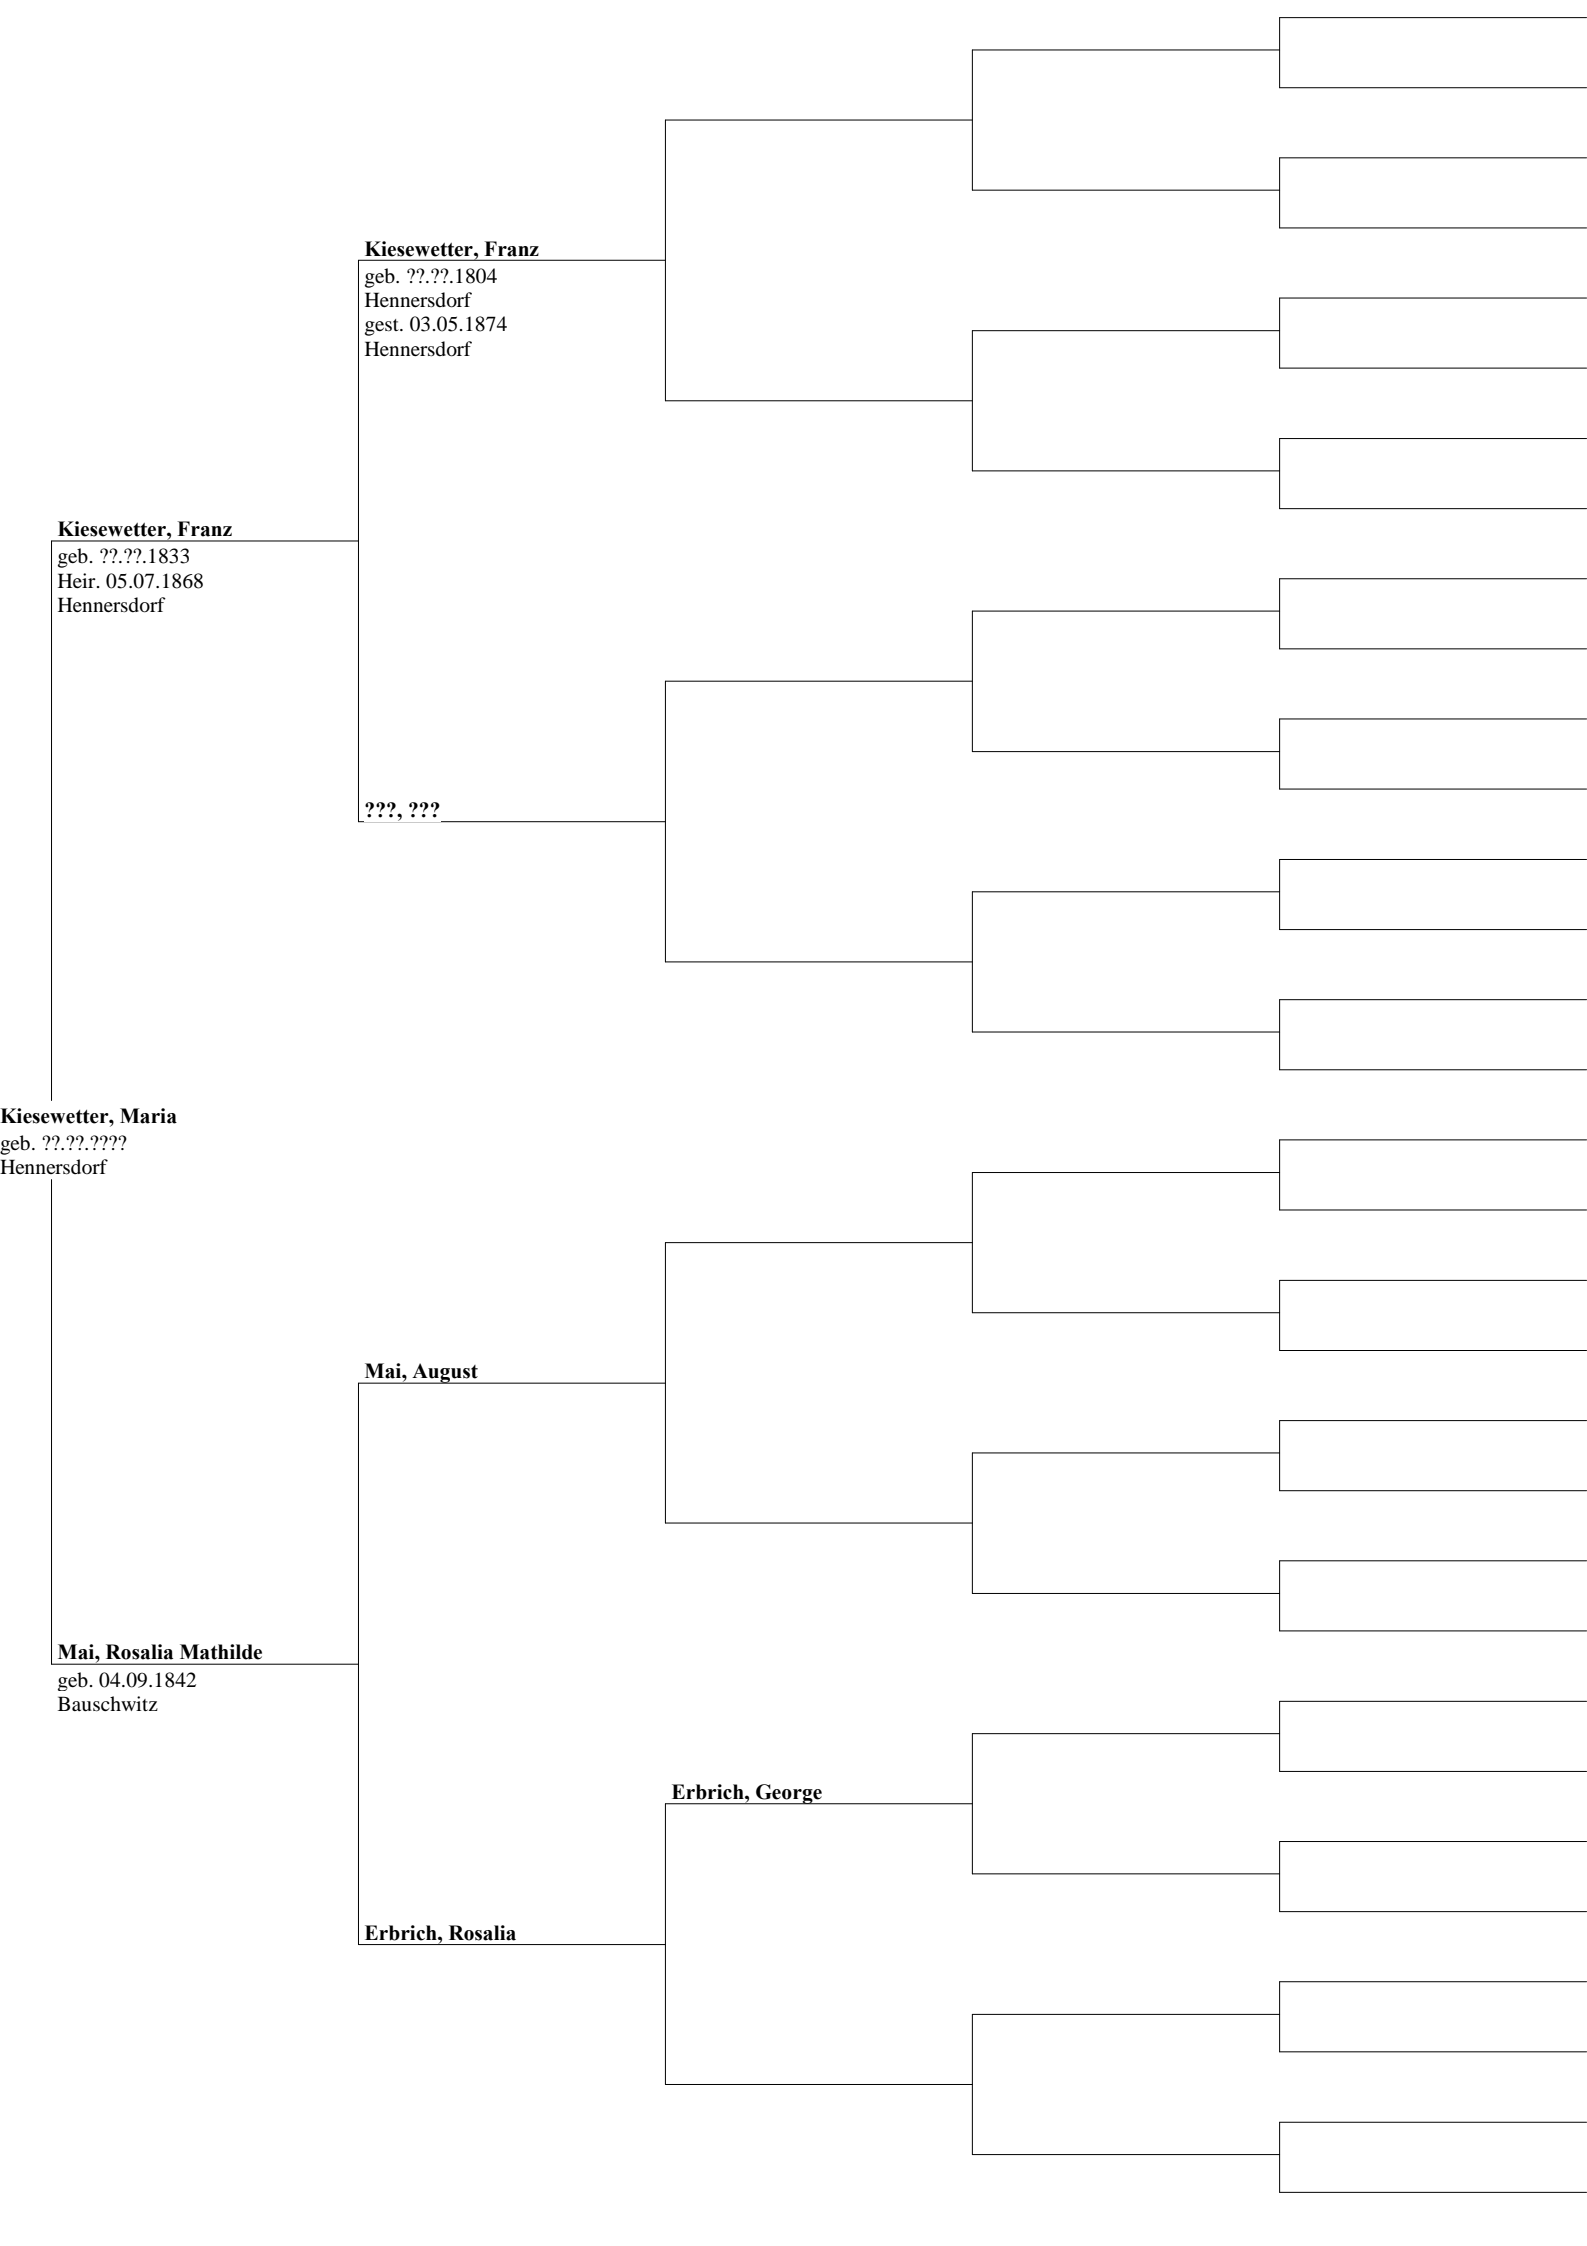 Kiesewetter, Franz
geb. ??.??.1804
Hennersdorf
gest. 03.05.1874
Hennersdorf
Kiesewetter, Franz
geb. ??.??.1833
Heir. 05.07.1868
Hennersdorf
???, ???
Kiesewetter, Maria
geb. ??.??.????
Hennersdorf
Mai, August
Mai, Rosalia Mathilde
geb. 04.09.1842
Bauschwitz
Erbrich, George
Erbrich, Rosalia